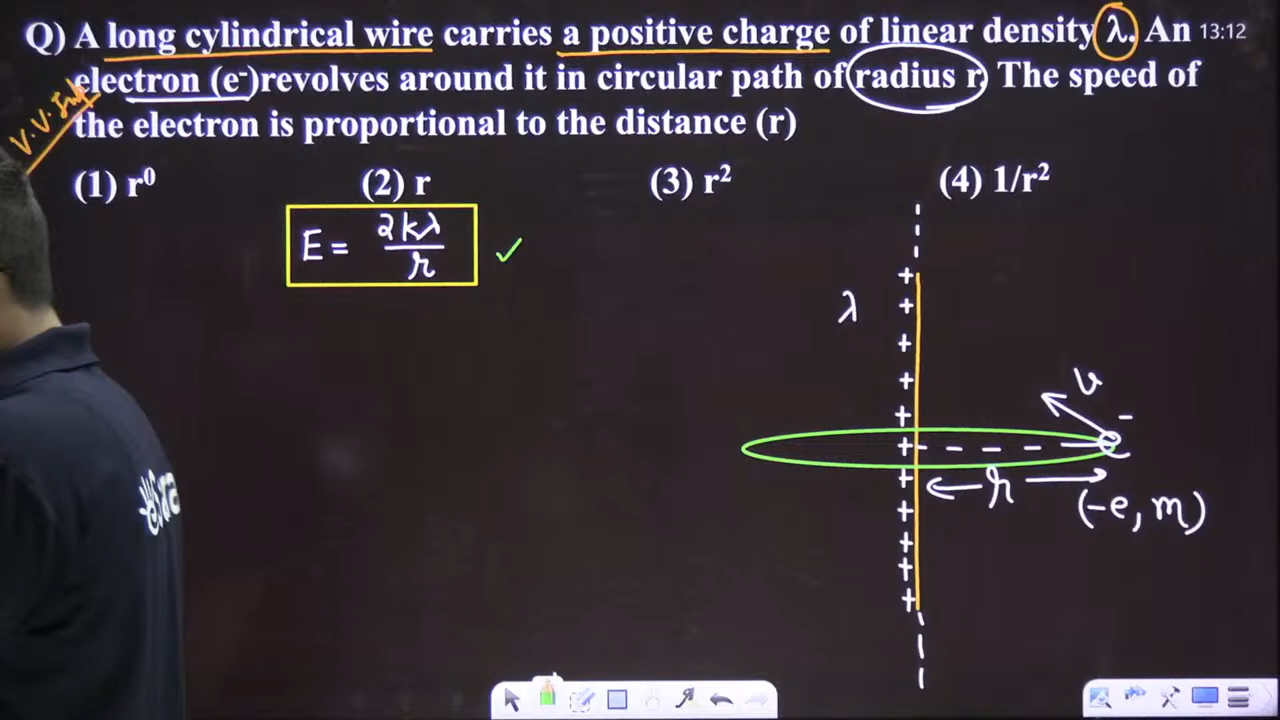 Q) A long cylindrical wire carries a positive charge of linear density λ. An
13:12
electron (e⁻)revolves around it in circular path of radius r. The speed of
the electron is proportional to the distance (r)
V.V.Imp
(1) r⁰
(2) r
(3) r²
(4) 1/r²
E = 2kλ/r ✓
λ
+
+
+
+
+
+
+
+
+
+
+
v
e⁻
r
(-e, m)